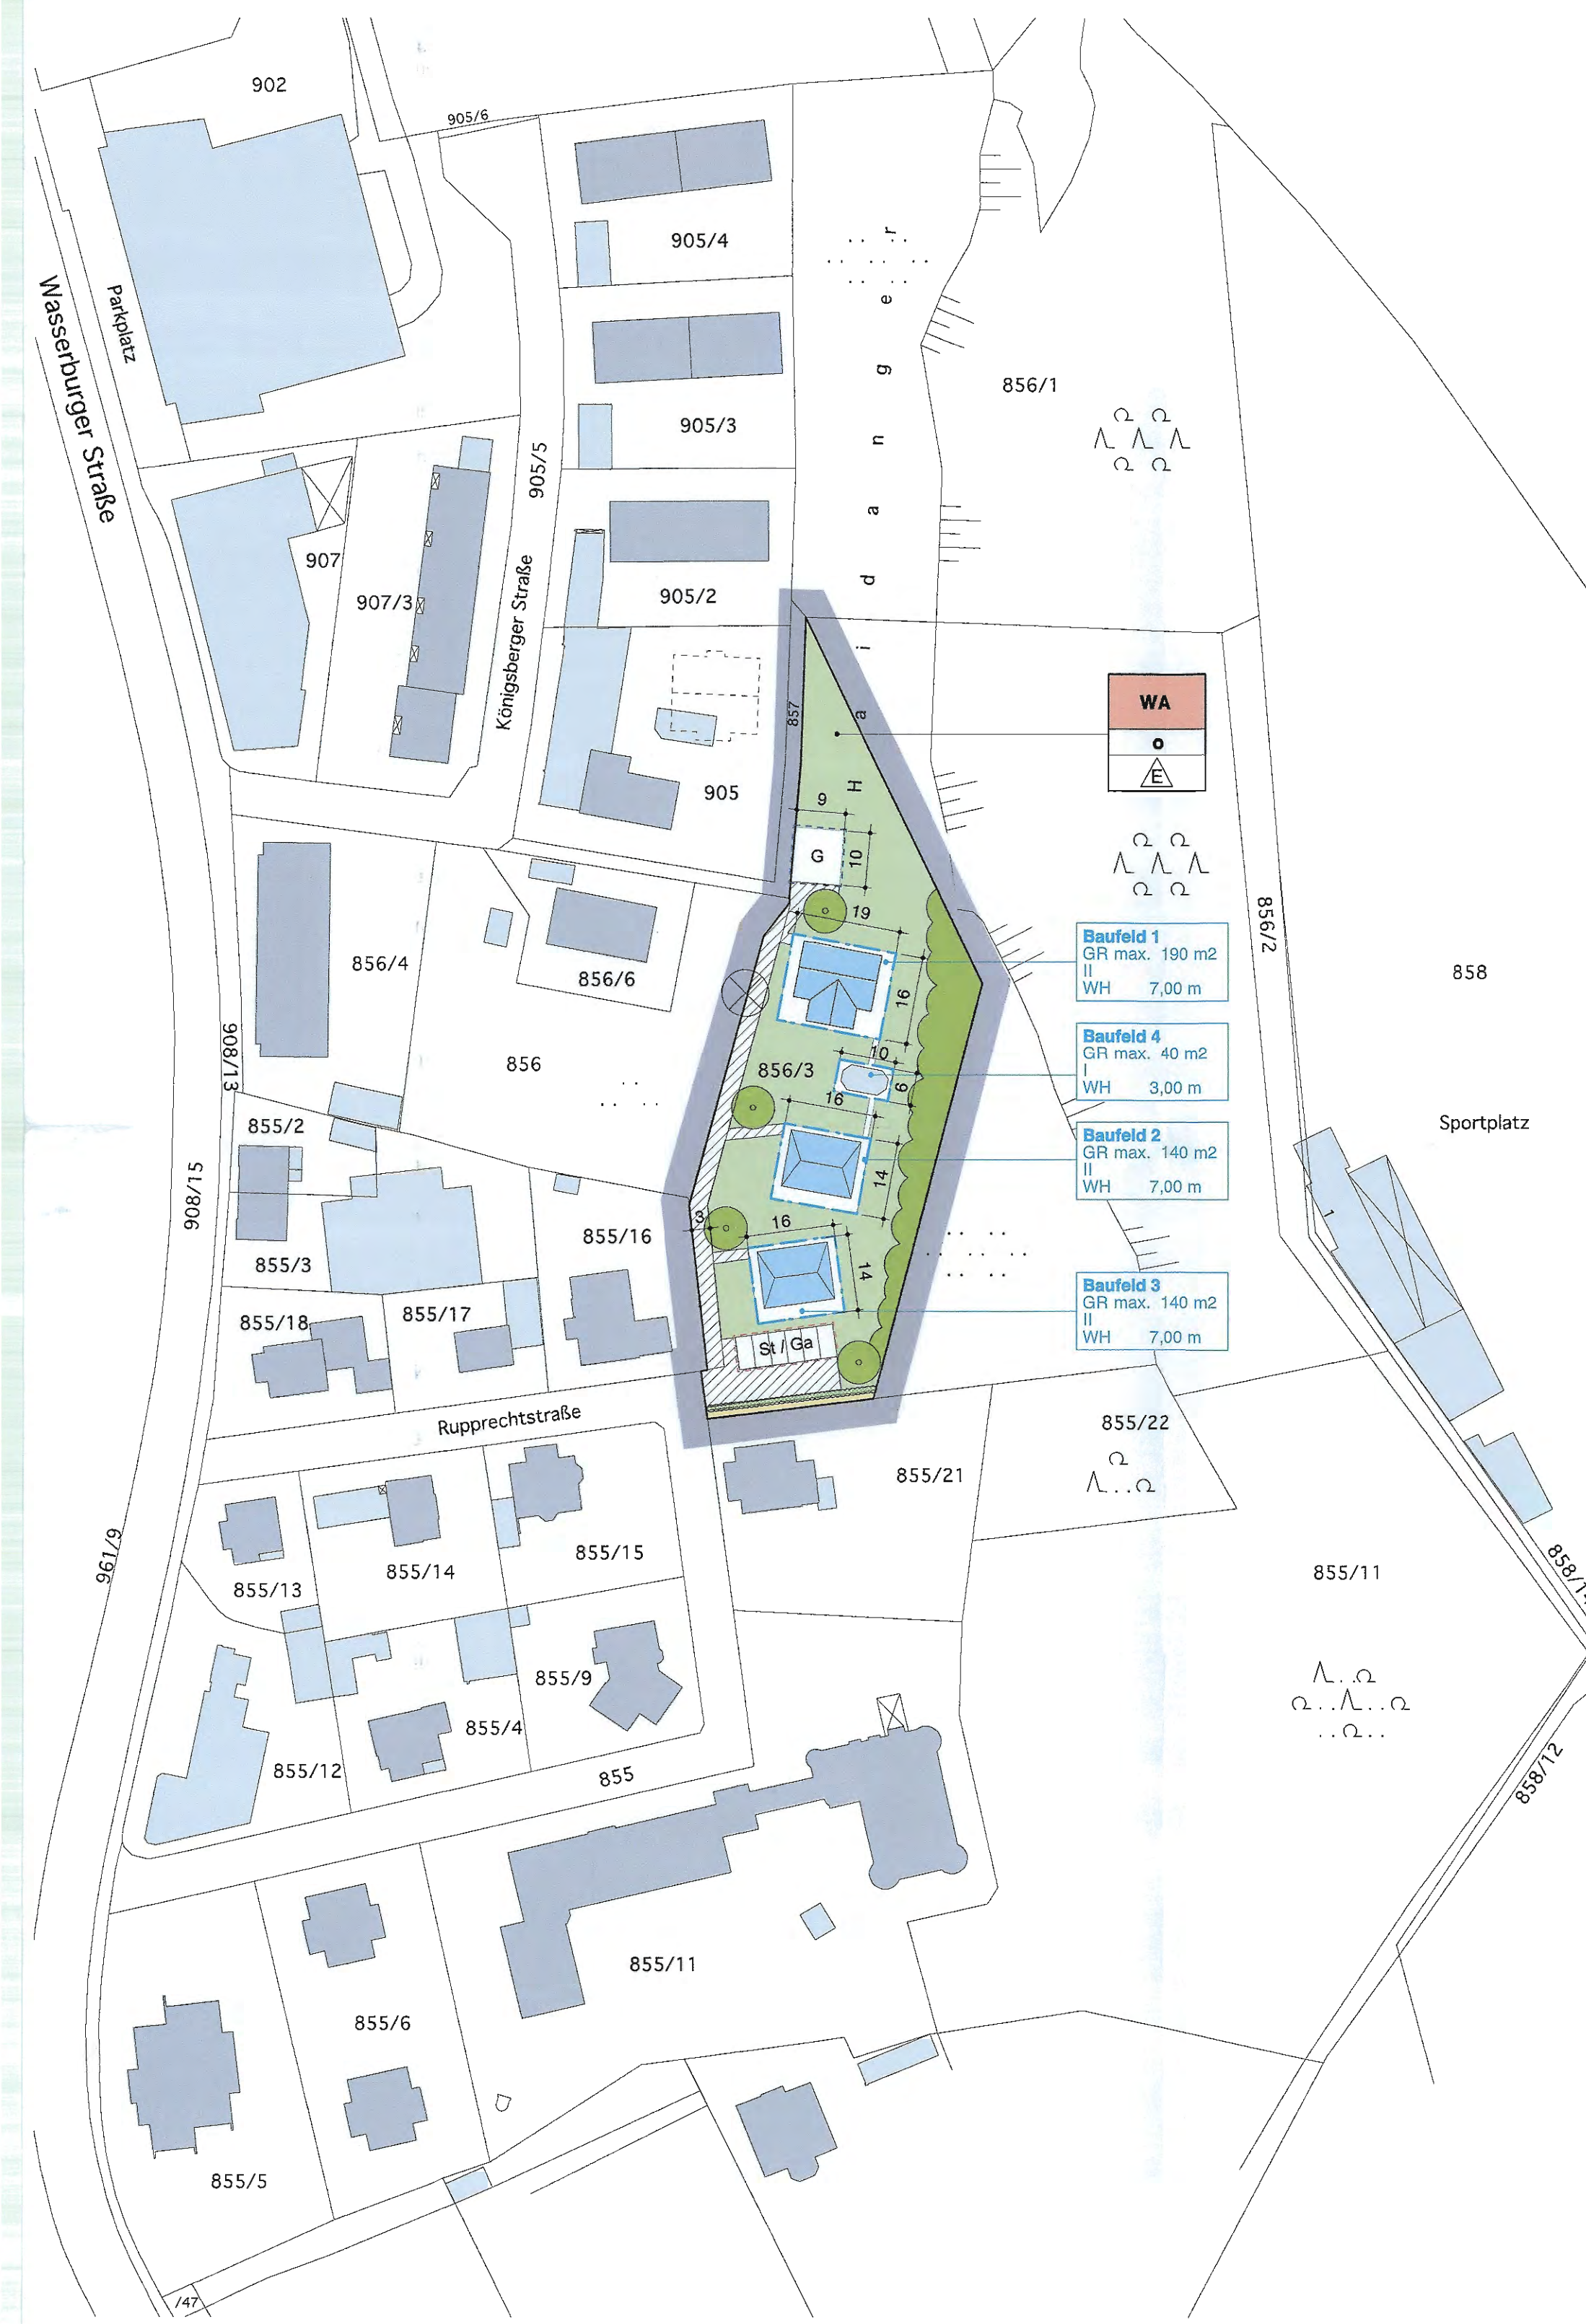 902
905/6
Wasserburger Straße
Parkplatz
905/4
905/3
905/5
856/1
907
907/3
Königsberger Straße
905/2
Haidanger
857
905
WA
o
E
9
G
10
19
856/4
856/6
856/2
858
Baufeld 1
GR max. 190 m2
II
WH 7,00 m
16
908/13
856
856/3
10
6
16
Baufeld 4
GR max. 40 m2
I
WH 3,00 m
Sportplatz
855/2
908/15
Baufeld 2
GR max. 140 m2
II
WH 7,00 m
14
3
16
855/16
855/3
1
14
Baufeld 3
GR max. 140 m2
II
WH 7,00 m
855/18
855/17
St / Ga
Rupprechtstraße
855/22
855/21
961/9
855/15
855/14
855/13
855/11
855/9
855/4
855/12
855
858/12
855/11
855/6
855/5
/47